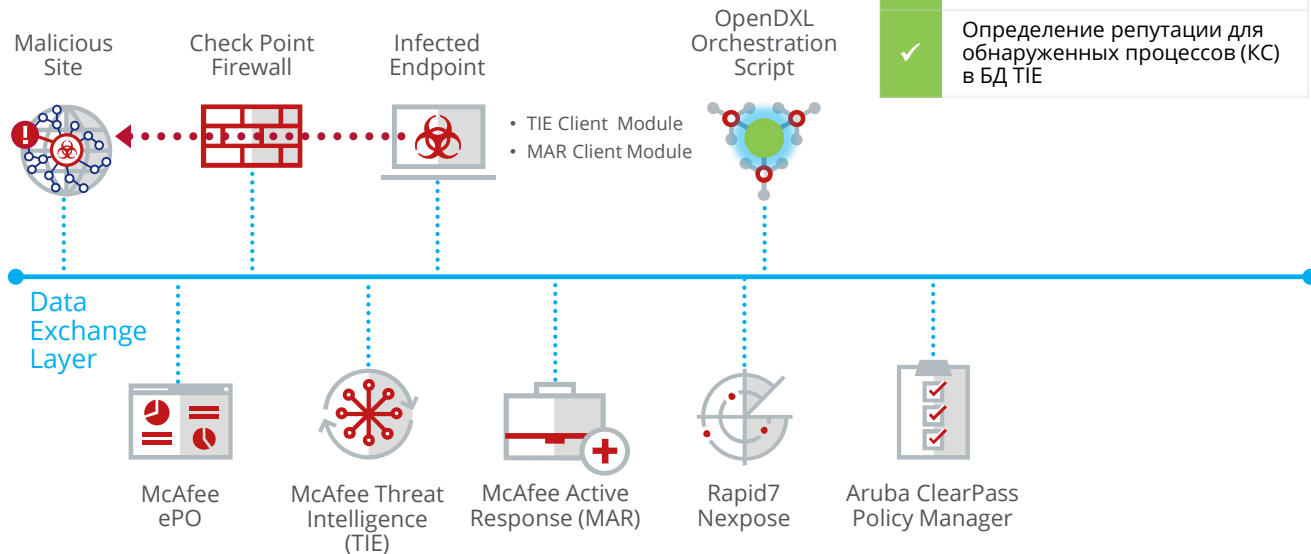 Malicious
Site
Check Point
Firewall
Infected
Endpoint
• TIE Client Module
• MAR Client Module
OpenDXL
Orchestration
Script
✓
Определение репутации для
обнаруженных процессов (КС)
в БД TIE
Data
Exchange
Layer
McAfee
ePO
McAfee Threat
Intelligence
(TIE)
McAfee Active
Response (MAR)
Rapid7
Nexpose
Aruba ClearPass
Policy Manager